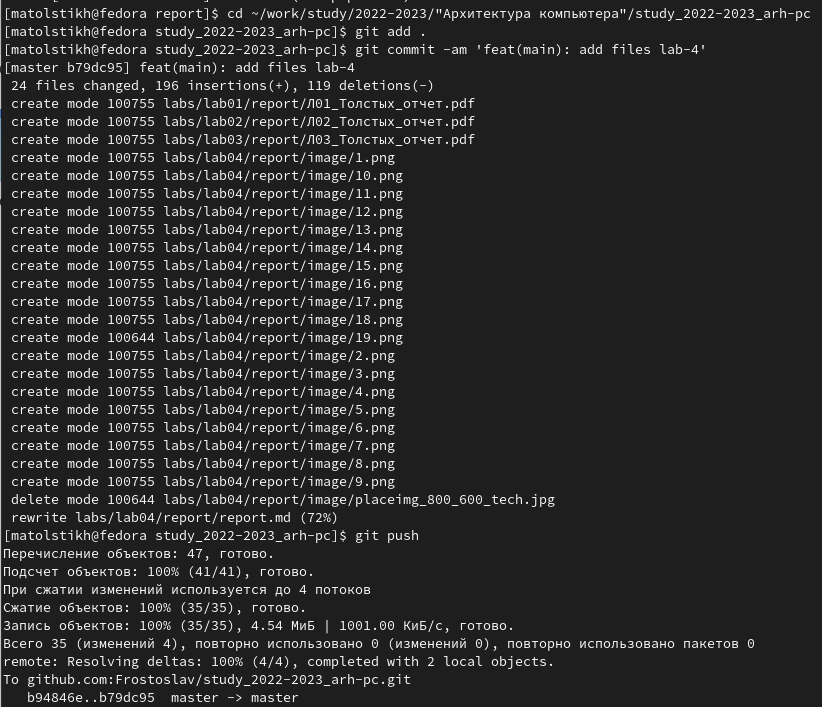 [matolstikh@fedora report]$ cd ~/work/study/2022-2023/"Архитектура компьютера"/study_2022-2023_arh-pc
[matolstikh@fedora study_2022-2023_arh-pc]$ git add .
[matolstikh@fedora study_2022-2023_arh-pc]$ git commit -am 'feat(main): add files lab-4'
[master b79dc95] feat(main): add files lab-4
 24 files changed, 196 insertions(+), 119 deletions(-)
 create mode 100755 labs/lab01/report/Л01_Толстых_отчет.pdf
 create mode 100755 labs/lab02/report/Л02_Толстых_отчет.pdf
 create mode 100755 labs/lab03/report/Л03_Толстых_отчет.pdf
 create mode 100755 labs/lab04/report/image/1.png
 create mode 100755 labs/lab04/report/image/10.png
 create mode 100755 labs/lab04/report/image/11.png
 create mode 100755 labs/lab04/report/image/12.png
 create mode 100755 labs/lab04/report/image/13.png
 create mode 100755 labs/lab04/report/image/14.png
 create mode 100755 labs/lab04/report/image/15.png
 create mode 100755 labs/lab04/report/image/16.png
 create mode 100755 labs/lab04/report/image/17.png
 create mode 100755 labs/lab04/report/image/18.png
 create mode 100644 labs/lab04/report/image/19.png
 create mode 100755 labs/lab04/report/image/2.png
 create mode 100755 labs/lab04/report/image/3.png
 create mode 100755 labs/lab04/report/image/4.png
 create mode 100755 labs/lab04/report/image/5.png
 create mode 100755 labs/lab04/report/image/6.png
 create mode 100755 labs/lab04/report/image/7.png
 create mode 100755 labs/lab04/report/image/8.png
 create mode 100755 labs/lab04/report/image/9.png
 delete mode 100644 labs/lab04/report/image/placeimg_800_600_tech.jpg
 rewrite labs/lab04/report/report.md (72%)
[matolstikh@fedora study_2022-2023_arh-pc]$ git push
Перечисление объектов: 47, готово.
Подсчет объектов: 100% (41/41), готово.
При сжатии изменений используется до 4 потоков
Сжатие объектов: 100% (35/35), готово.
Запись объектов: 100% (35/35), 4.54 МиБ | 1001.00 КиБ/с, готово.
Всего 35 (изменений 4), повторно использовано 0 (изменений 0), повторно использовано пакетов 0
remote: Resolving deltas: 100% (4/4), completed with 2 local objects.
To github.com:Frostoslav/study_2022-2023_arh-pc.git
   b94846e..b79dc95  master -> master